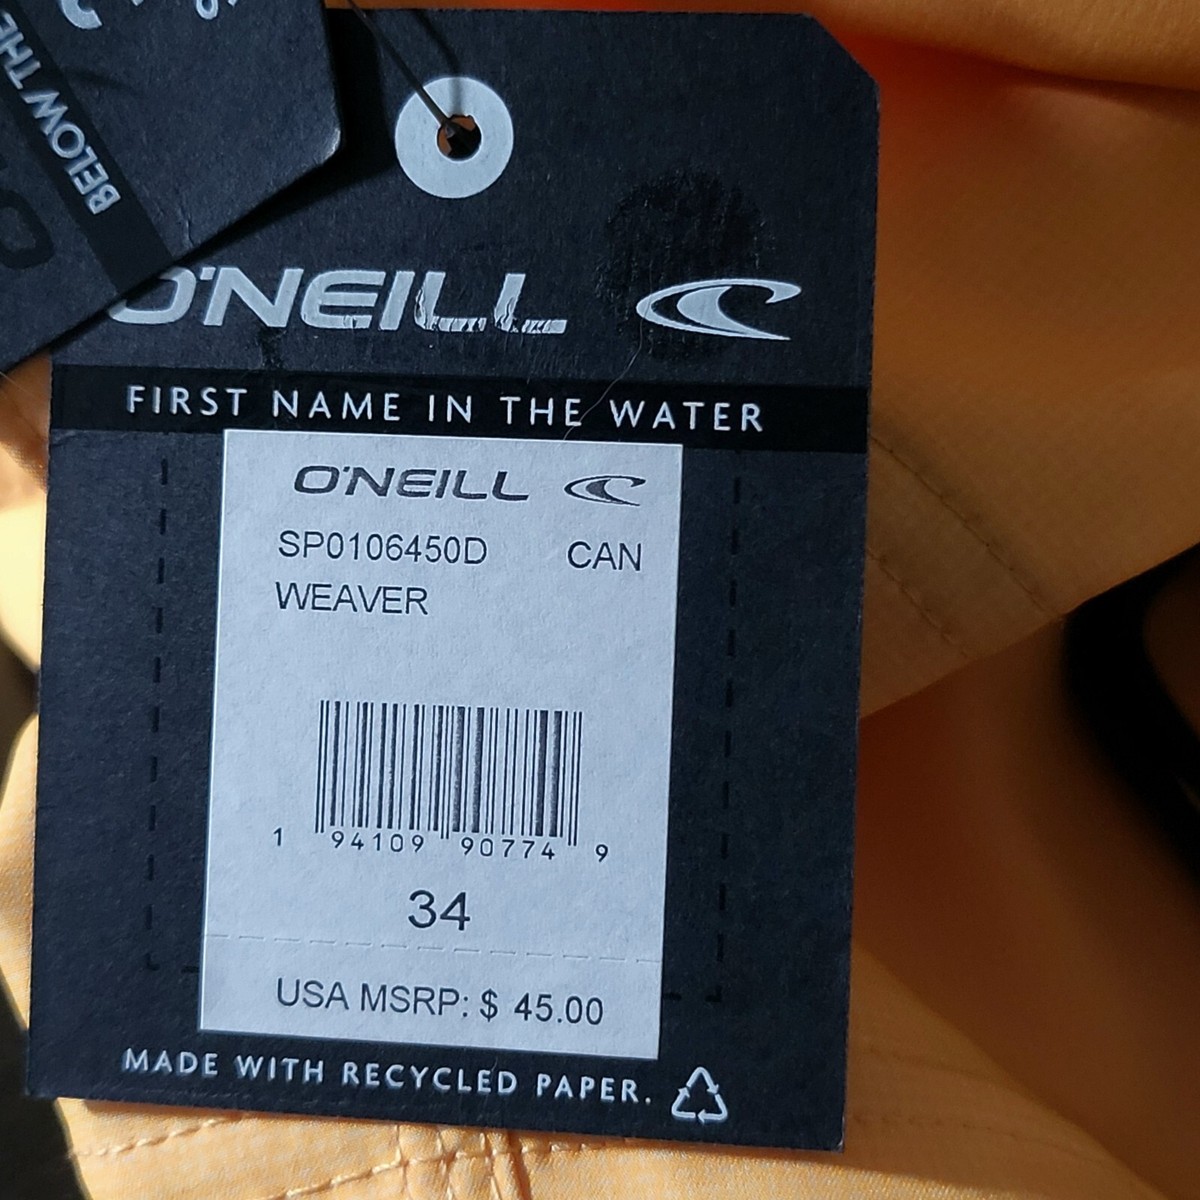 BELOW THE
O'NEILL
FIRST NAME IN THE WATER
O'NEILL
SP0106450D CAN
WEAVER
1 94109 90774 9
34
USA MSRP: $ 45.00
MADE WITH RECYCLED PAPER.